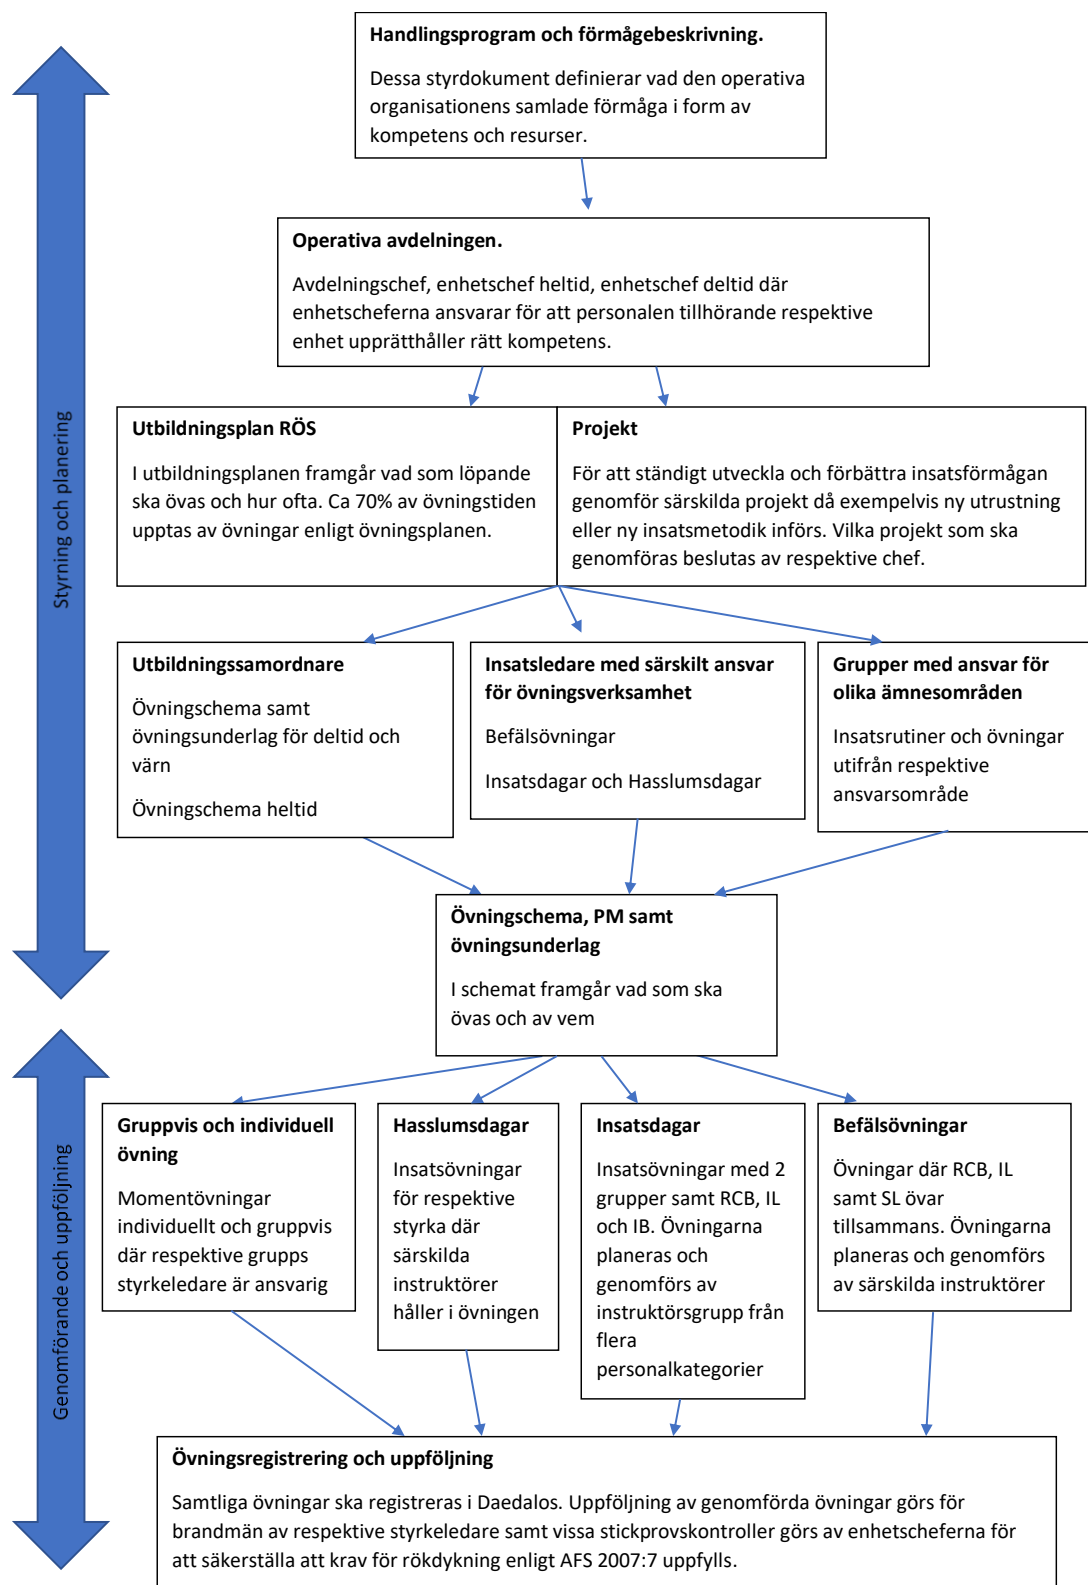 Handlingsprogram och förmågebeskrivning.
Dessa styrdokument definierar vad den operativa
organisationens samlade förmåga i form av
kompetens och resurser.
Operativa avdelningen.
Avdelningschef, enhetschef heltid, enhetschef deltid där
enhetscheferna ansvarar för att personalen tillhörande respektive
enhet upprätthåller rätt kompetens.
Styrning och planering
Utbildningsplan RÖS
I utbildningsplanen framgår vad som löpande
ska övas och hur ofta. Ca 70% av övningstiden
upptas av övningar enligt övningsplanen.
Projekt
För att ständigt utveckla och förbättra insatsförmågan
genomför särskilda projekt då exempelvis ny utrustning
eller ny insatsmetodik införs. Vilka projekt som ska
genomföras beslutas av respektive chef.
Utbildningssamordnare
Övningschema samt
övningsunderlag för deltid och
värn
Övningschema heltid
Insatsledare med särskilt ansvar
för övningsverksamhet
Befälsövningar
Insatsdagar och Hasslumsdagar
Grupper med ansvar för
olika ämnesområden
Insatsrutiner och övningar
utifrån respektive
ansvarsområde
Övningschema, PM samt
övningsunderlag
I schemat framgår vad som ska
övas och av vem
Genomförande och uppföljning
Gruppvis och individuell
övning
Momentövningar
individuellt och gruppvis
där respektive grupps
styrkeledare är ansvarig
Hasslumsdagar
Insatsövningar
för respektive
styrka där
särskilda
instruktörer
håller i övningen
Insatsdagar
Insatsövningar med 2
grupper samt RCB, IL
och IB. Övningarna
planeras och
genomförs av
instruktörsgrupp från
flera
personalkategorier
Befälsövningar
Övningar där RCB, IL
samt SL övar
tillsammans. Övningarna
planeras och genomförs
av särskilda instruktörer
Övningsregistrering och uppföljning
Samtliga övningar ska registreras i Daedalos. Uppföljning av genomförda övningar görs för
brandmän av respektive styrkeledare samt vissa stickprovskontroller görs av enhetscheferna för
att säkerställa att krav för rökdykning enligt AFS 2007:7 uppfylls.